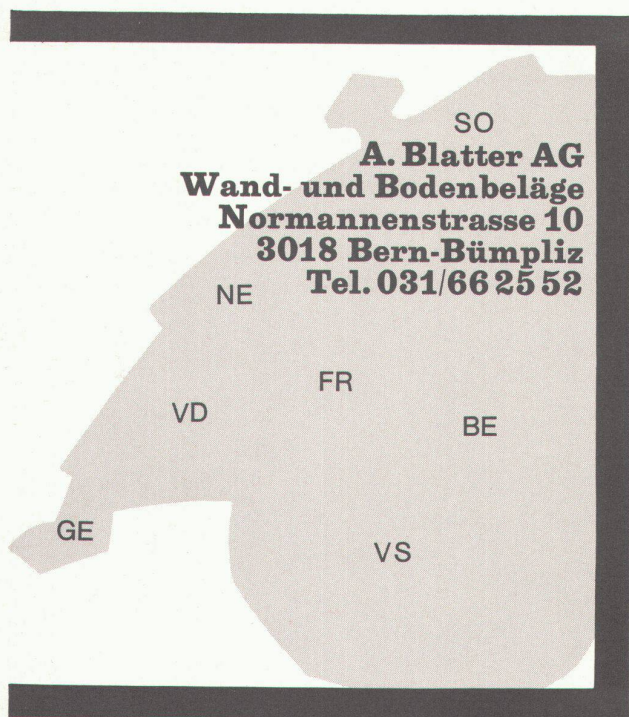 SO
A. Blatter AG
Wand- und Bodenbeläge
Normannenstrasse 10
3018 Bern-Bümpliz
Tel. 031/66 25 52
NE
FR
VD
BE
GE
VS